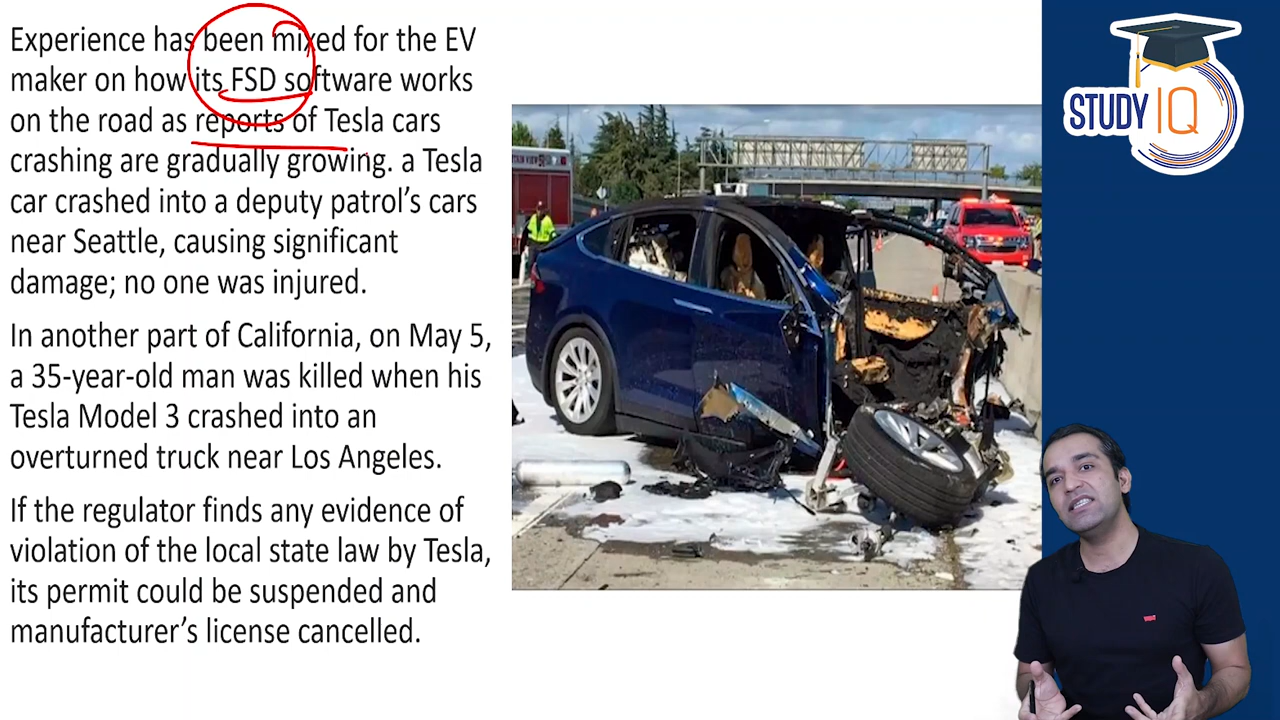 Experience has been mixed for the EV
maker on how its FSD software works
on the road as reports of Tesla cars
crashing are gradually growing. a Tesla
car crashed into a deputy patrol’s cars
near Seattle, causing significant
damage; no one was injured.
In another part of California, on May 5,
a 35-year-old man was killed when his
Tesla Model 3 crashed into an
overturned truck near Los Angeles.
If the regulator finds any evidence of
violation of the local state law by Tesla,
its permit could be suspended and
manufacturer’s license cancelled.
STUDY IQ